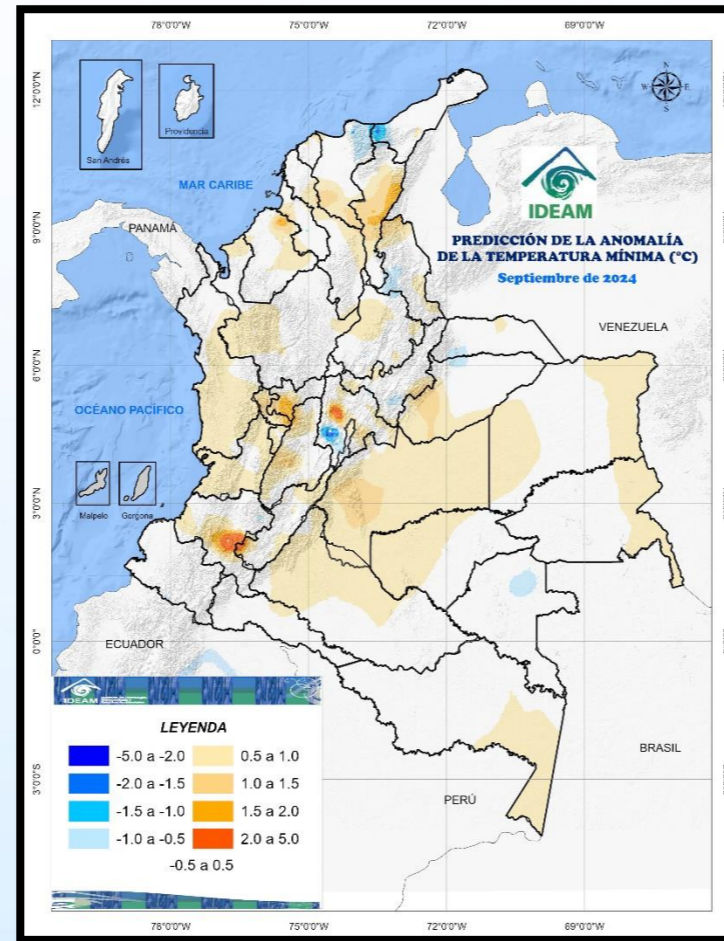 78°0'0"W 75°0'0"W 72°0'0"W 69°0'0"W
12°0'0"N
9°0'0"N
6°0'0"N
3°0'0"N
0°0'0"
3°0'0"S
San Andrés
Providencia
MAR CARIBE
PANAMÁ
N
W E
S
IDEAM
PREDICCIÓN DE LA ANOMALÍA
DE LA TEMPERATURA MÍNIMA (°C)
Septiembre de 2024
VENEZUELA
OCÉANO PACÍFICO
Malpelo Gorgona
ECUADOR
BRASIL
PERÚ
IDEAM
LEYENDA
-5.0 a -2.0 0.5 a 1.0
-2.0 a -1.5 1.0 a 1.5
-1.5 a -1.0 1.5 a 2.0
-1.0 a -0.5 2.0 a 5.0
-0.5 a 0.5
78°0'0"W 75°0'0"W 72°0'0"W 69°0'0"W